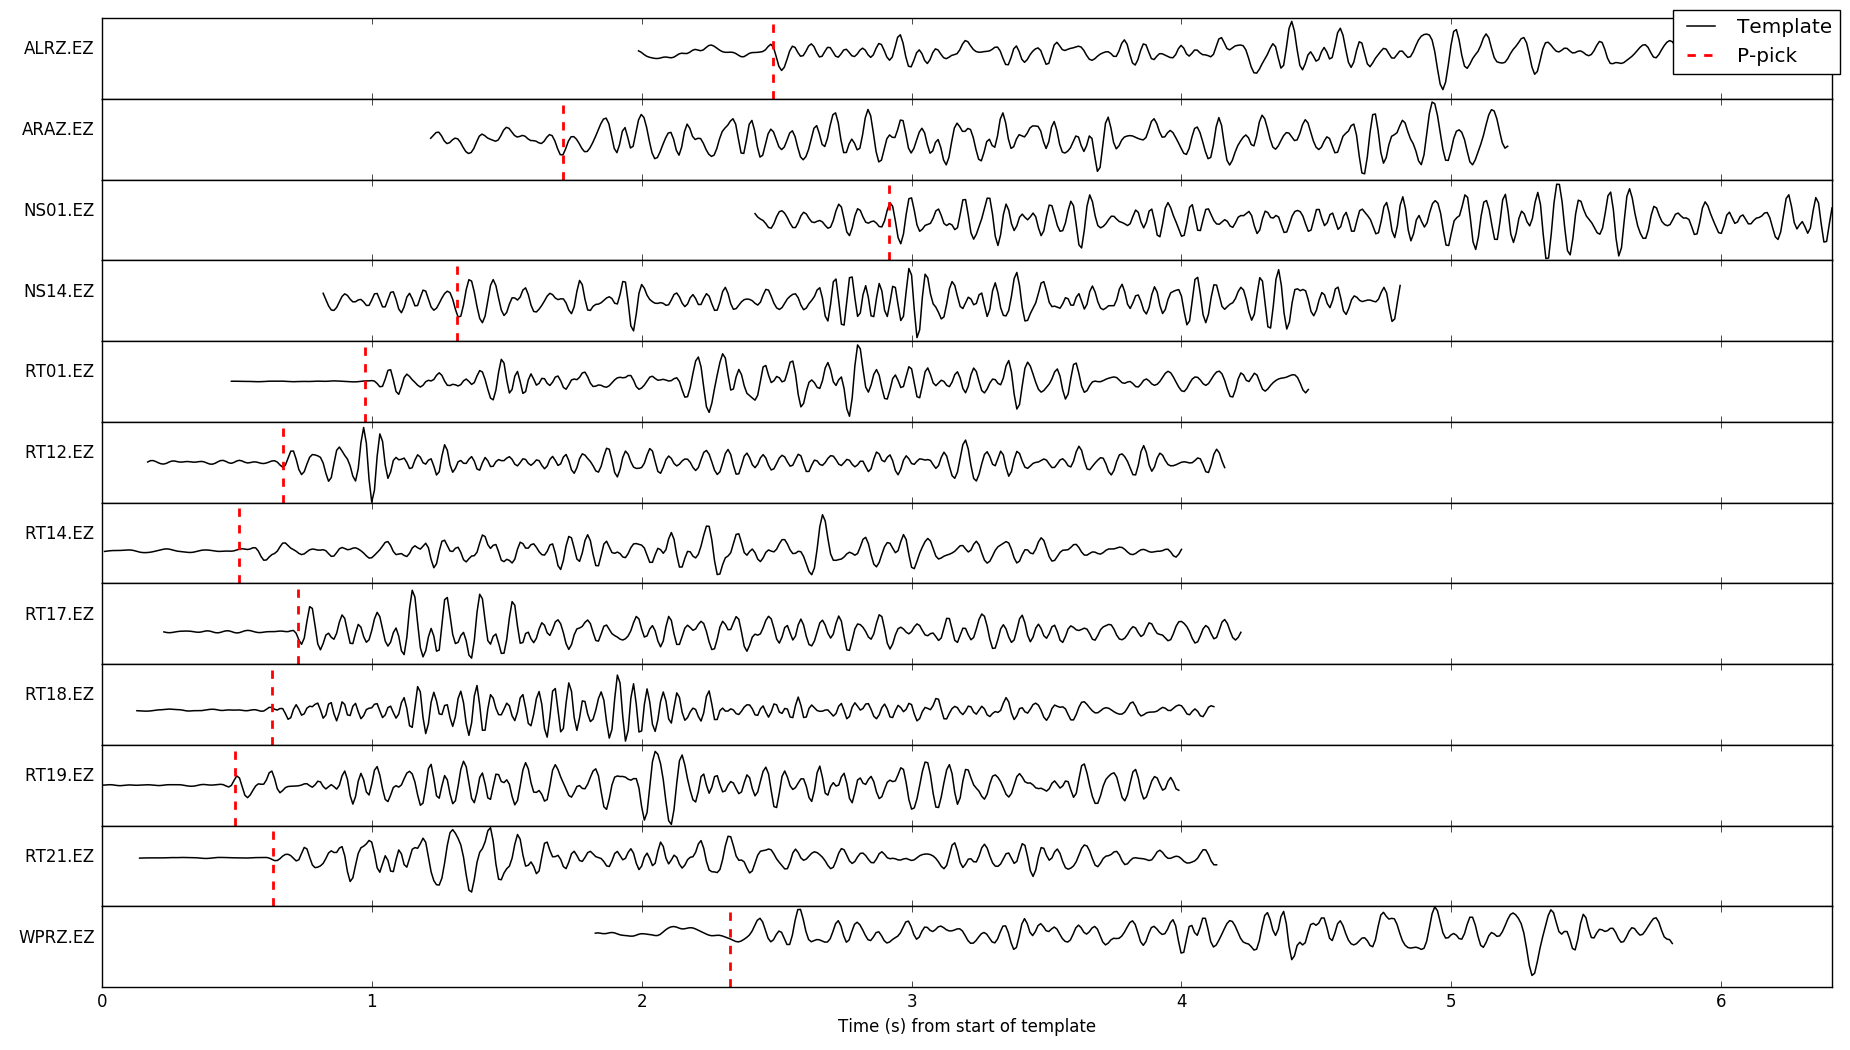 Template
P-pick
ALRZ.EZ
ARAZ.EZ
NS01.EZ
NS14.EZ
RT01.EZ
RT12.EZ
RT14.EZ
RT17.EZ
RT18.EZ
RT19.EZ
RT21.EZ
WPRZ.EZ
0 1 2 3 4 5 6
Time (s) from start of template